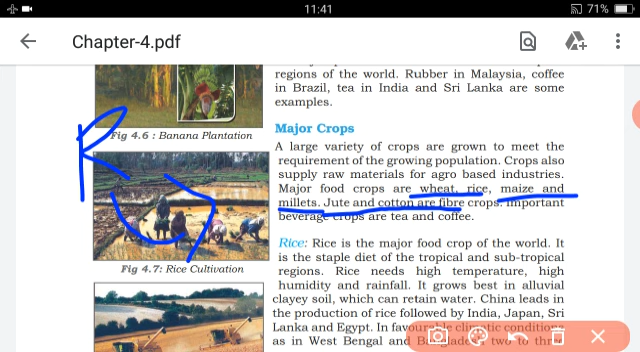 11:41
71%
Chapter-4.pdf
regions of the world. Rubber in Malaysia, coffee
in Brazil, tea in India and Sri Lanka are some
examples.
Fig 4.6 : Banana Plantation
Major Crops
A large variety of crops are grown to meet the
requirement of the growing population. Crops also
supply raw materials for agro based industries.
Major food crops are wheat, rice, maize and
millets. Jute and cotton are fibre crops. Important
beverage crops are tea and coffee.
R
Fig 4.7: Rice Cultivation
Rice: Rice is the major food crop of the world. It
is the staple diet of the tropical and sub-tropical
regions. Rice needs high temperature, high
humidity and rainfall. It grows best in alluvial
clayey soil, which can retain water. China leads in
the production of rice followed by India, Japan, Sri
Lanka and Egypt. In favourable climatic conditions
as in West Bengal and Bangladesh two to three